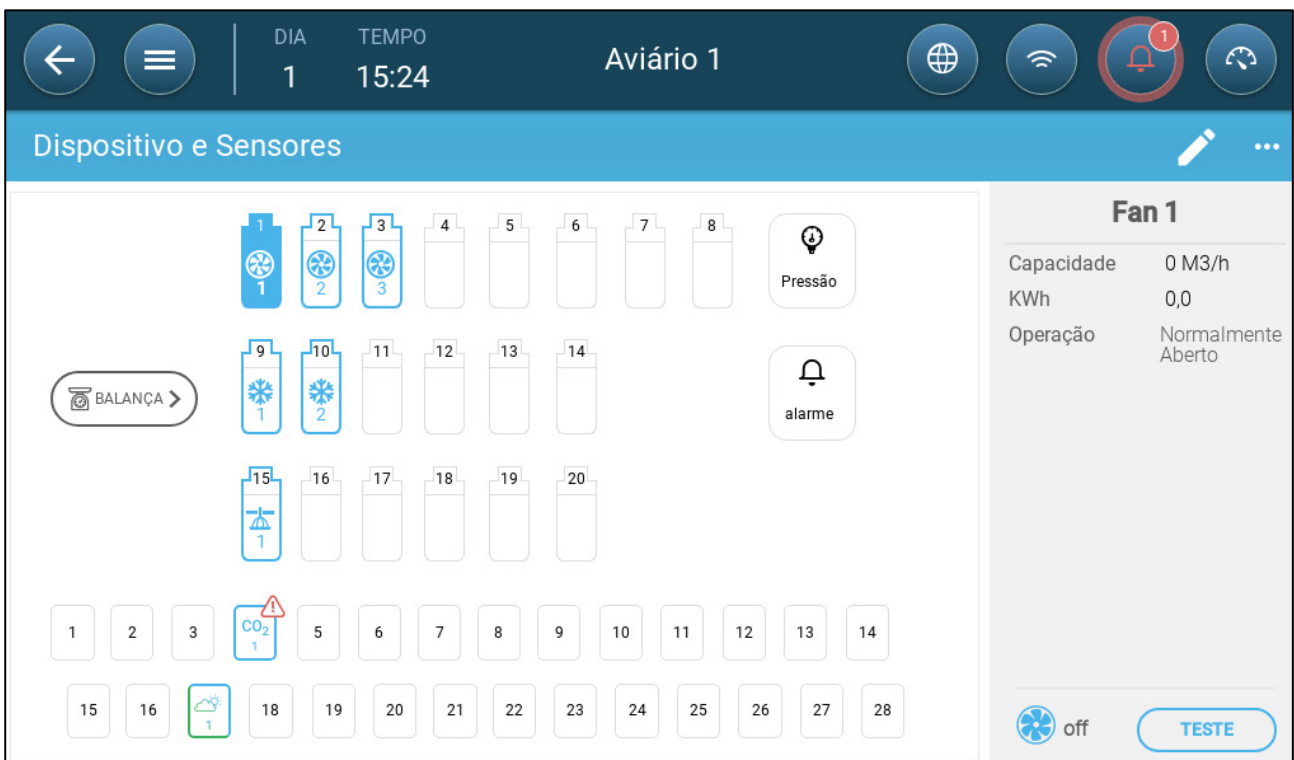 DIA TEMPO
1 15:24 Aviário 1 1
Dispositivo e Sensores
1 2 3 4 5 6 7 8
1 2 3
Pressão
9 10 11 12 13 14
1 2
BALANÇA
alarme
15 16 17 18 19 20
1
1 2 3 CO₂ 5 6 7 8 9 10 11 12 13 14
1
15 16 18 19 20 21 22 23 24 25 26 27 28
1
Fan 1
Capacidade 0 M3/h
KWh 0,0
Operação Normalmente
Aberto
off TESTE